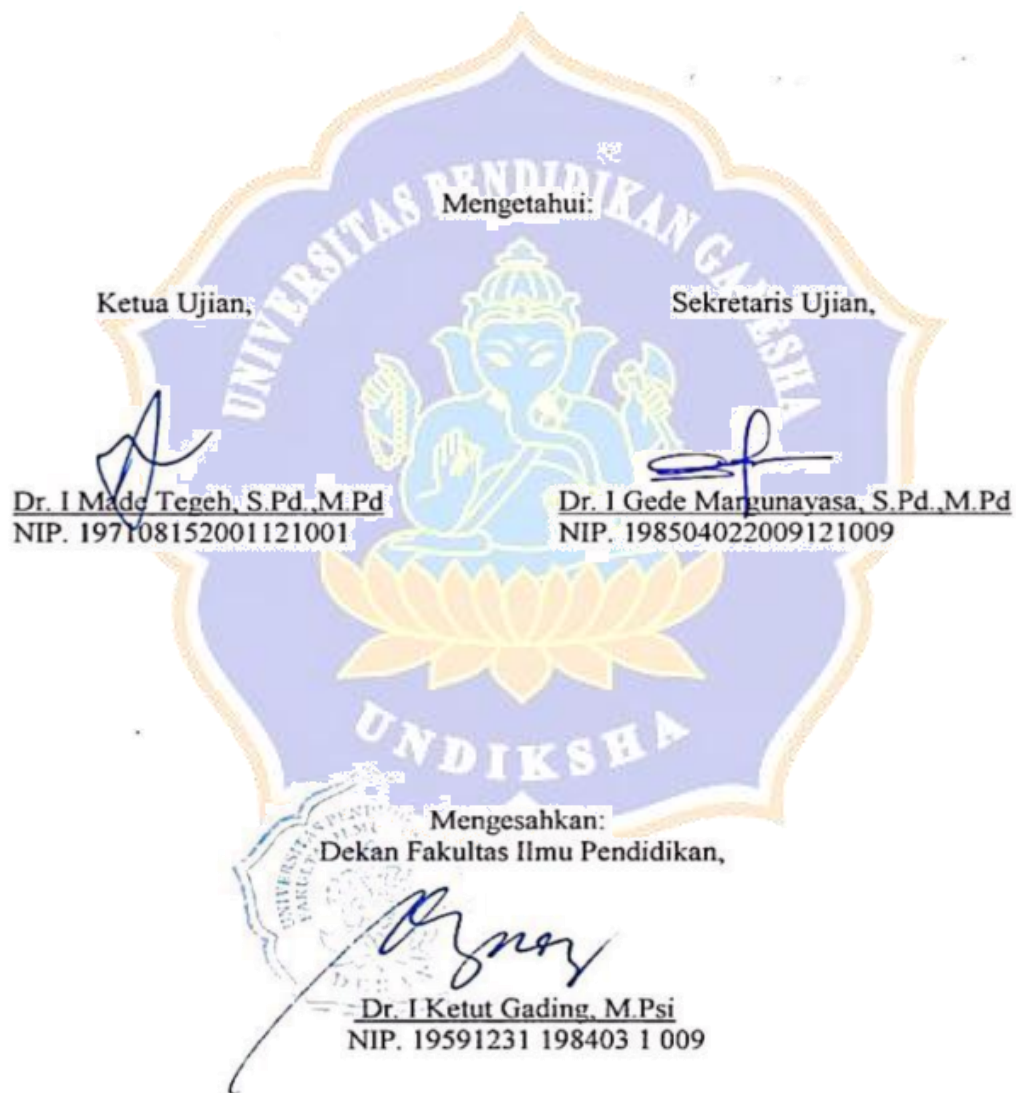 UNIVERSITAS PENDIDIKAN GANESHA
Mengetahui:
Ketua Ujian,
Sekretaris Ujian,
Dr. I Made Tegeh, S.Pd.,M.Pd
NIP. 197108152001121001
Dr. I Gede Margunayasa, S.Pd.,M.Pd
NIP. 198504022009121009
UNDIKSHA
Mengesahkan:
Dekan Fakultas Ilmu Pendidikan,
Dr. I Ketut Gading, M.Psi
NIP. 19591231 198403 1 009